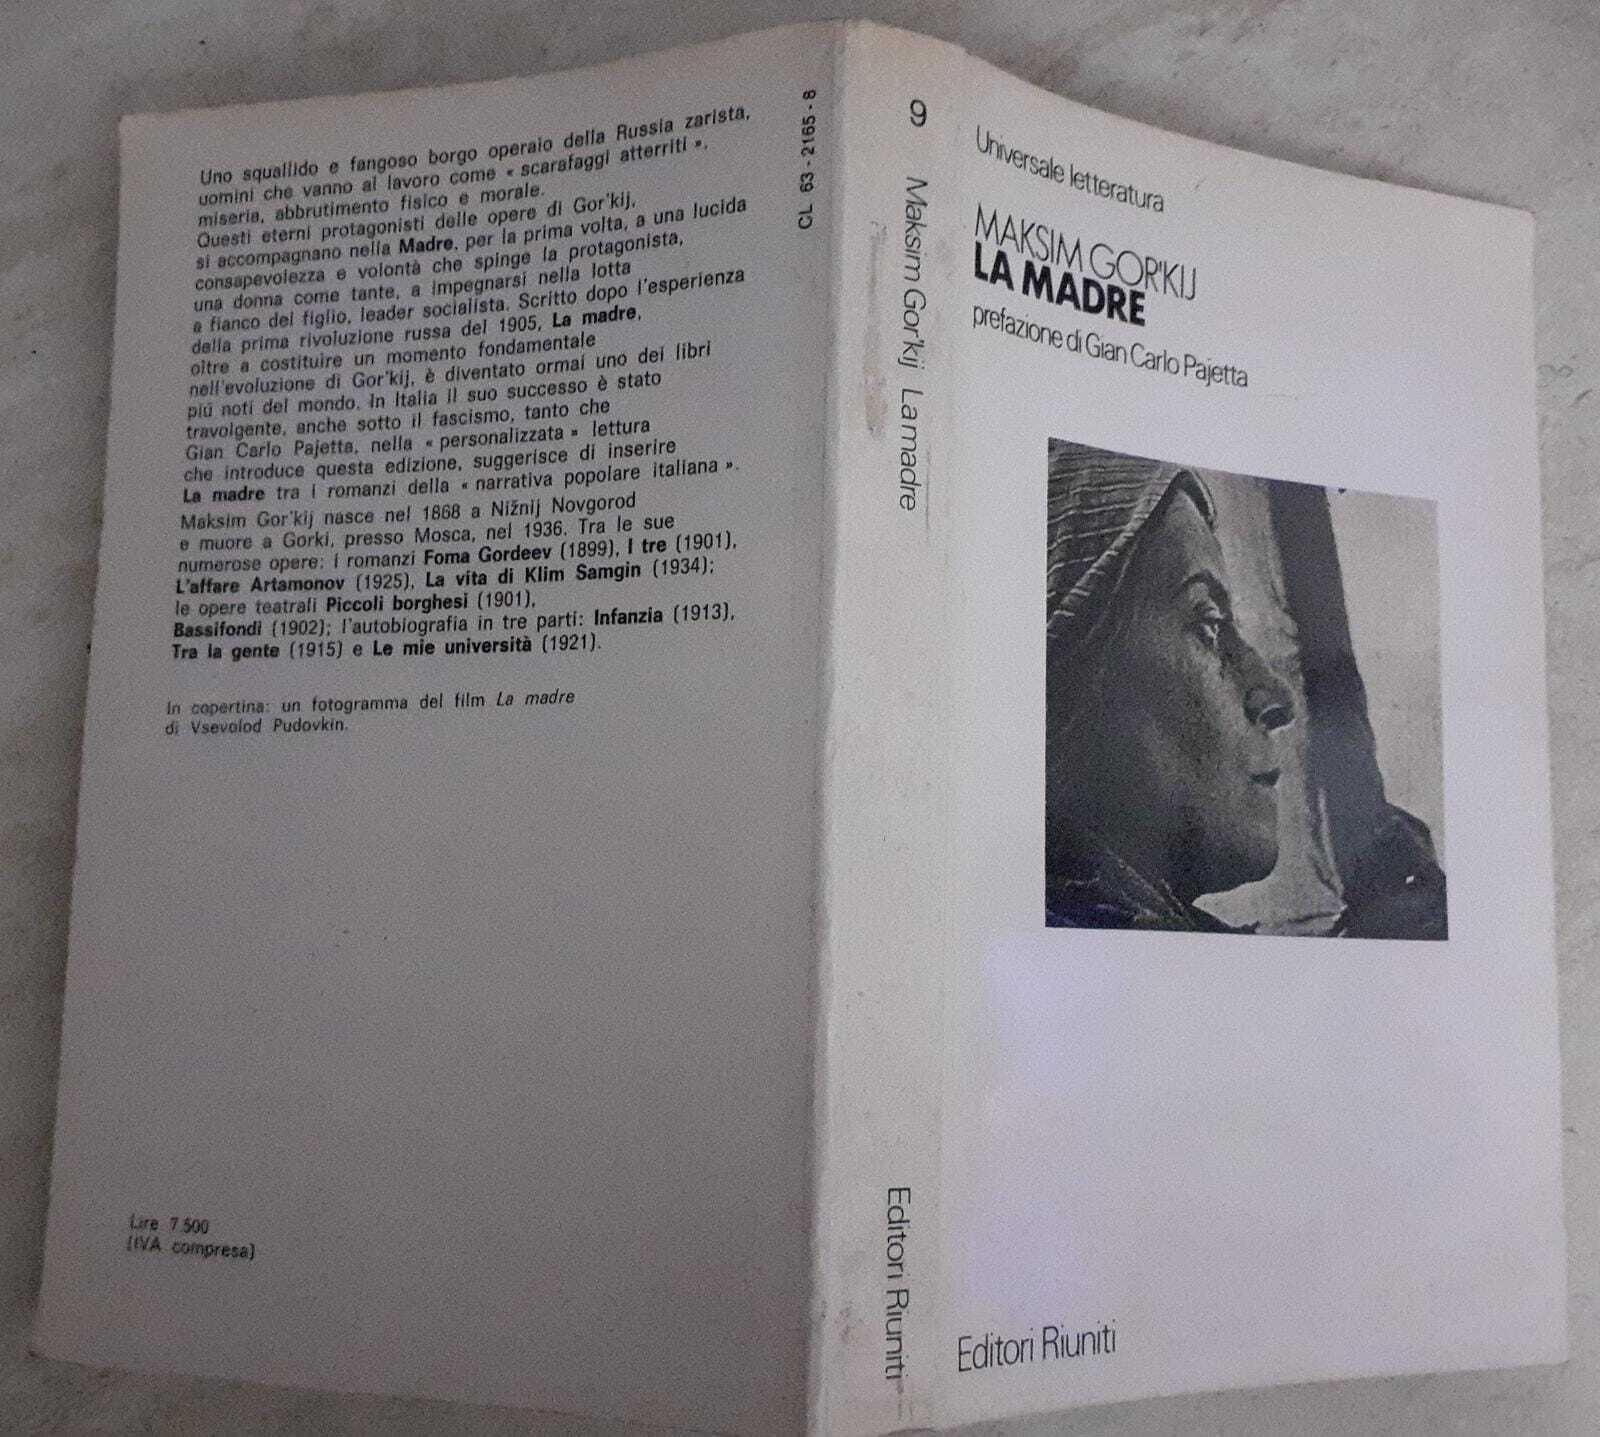 Uno squallido e fangoso borgo operaio della Russia zarista,
uomini che vanno al lavoro come « scarafaggi atterriti »,
miseria, abbrutimento fisico e morale.
Questi eterni protagonisti delle opere di Gor'kij,
si accompagnano nella Madre, per la prima volta, a una lucida
consapevolezza e volontà che spinge la protagonista,
una donna come tante, a impegnarsi nella lotta
a fianco del figlio, leader socialista. Scritto dopo l'esperienza
della prima rivoluzione russa del 1905, La madre,
oltre a costituire un momento fondamentale
nell'evoluzione di Gor'kij, è diventato ormai uno dei libri
piú noti del mondo. In Italia il suo successo è stato
travolgente, anche sotto il fascismo, tanto che
Gian Carlo Pajetta, nella « personalizzata » lettura
che introduce questa edizione, suggerisce di inserire
La madre tra i romanzi della « narrativa popolare italiana ».
Maksim Gor'kij nasce nel 1868 a Nižnij Novgorod
e muore a Gorki, presso Mosca, nel 1936. Tra le sue
numerose opere: i romanzi Foma Gordeev (1899), I tre (1901),
L'affare Artamonov (1925), La vita di Klim Samgin (1934);
le opere teatrali Piccoli borghesi (1901),
Bassifondi (1902); l'autobiografia in tre parti: Infanzia (1913),
Tra la gente (1915) e Le mie università (1921).
In copertina: un fotogramma del film La madre
di Vsevolod Pudovkin.
Lire 7.500
(IVA compresa)
CL 63 - 2165 - 8
9 Maksim Gor'kij La madre
Editori Riuniti
Universale letteratura
MAKSIM GOR'KIJ
LA MADRE
prefazione di Gian Carlo Pajetta
Editori Riuniti